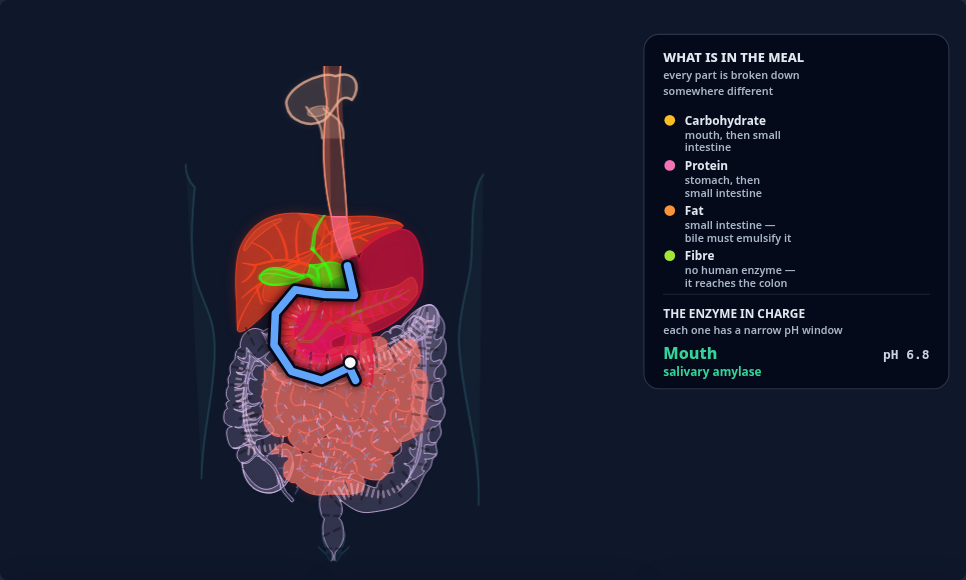 WHAT IS IN THE MEAL
every part is broken down
somewhere different
Carbohydrate
mouth, then small
intestine
Protein
stomach, then
small intestine
Fat
small intestine —
bile must emulsify it
Fibre
no human enzyme —
it reaches the colon
THE ENZYME IN CHARGE
each one has a narrow pH window
Mouth pH 6.8
salivary amylase